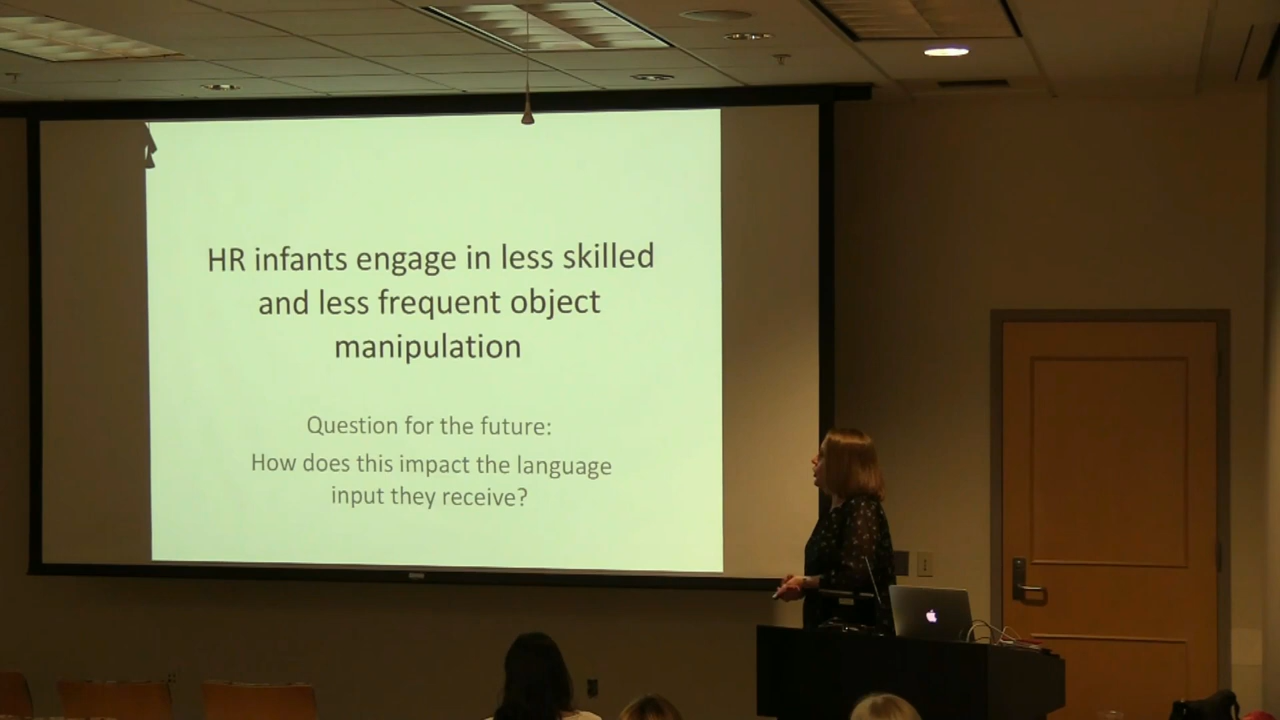 HR infants engage in less skilled
and less frequent object
manipulation
Question for the future:
How does this impact the language
input they receive?